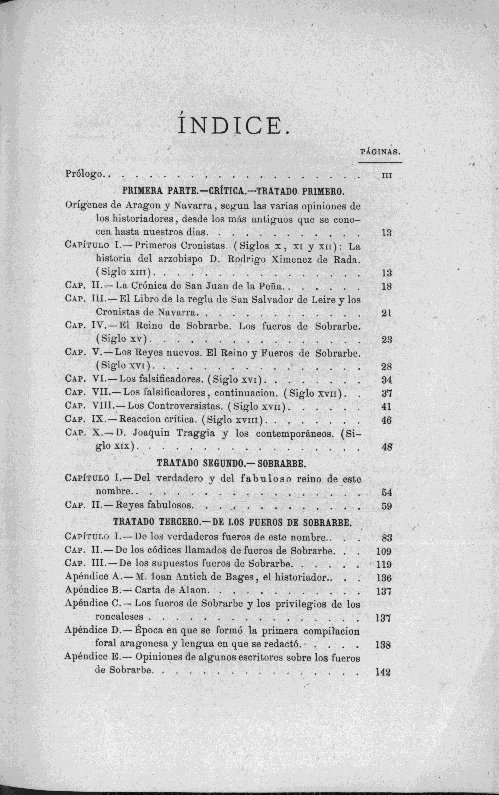 ÍNDICE.
PÁGINAS.
Prólogo. . . . . . . . . . . . . . . . . . . III
PRIMERA PARTE.—CRÍTICA.—TRATADO PRIMERO.
Orígenes de Aragon y Navarra, segun las varias opiniones de
los historiadores, desde los más antiguos que se cono-
cen hasta nuestros dias. . . . . . . . . . . . 13
CAPÍTULO I.—Primeros Cronistas. (Siglos X, XI y XII): La
historia del arzobispo D. Rodrigo Ximenez de Rada.
(Siglo XIII). . . . . . . . . . . . . . . . 13
CAP. II.—La Crónica de San Juan de la Peña. . . . . . . 18
CAP. III.—El Libro de la regla de San Salvador de Leire y los
Cronistas de Navarra. . . . . . . . . . . . . 21
CAP. IV.—El Reino de Sobrarbe. Los fueros de Sobrarbe.
(Siglo XV). . . . . . . . . . . . . . . . 23
CAP. V.—Los Reyes nuevos. El Reino y Fueros de Sobrarbe.
(Siglo XVI). . . . . . . . . . . . . . . . 28
CAP. VI.—Los falsificadores. (Siglo XVI). . . . . . . . 34
CAP. VII.—Los falsificadores, continuacion. (Siglo XVII). . 37
CAP. VIII.—Los Controversistas. (Siglo XVII). . . . . . 41
CAP. IX.—Reaccion crítica. (Siglo XVIII). . . . . . . . 46
CAP. X.—D. Joaquin Traggia y los contemporáneos. (Si-
glo XIX). . . . . . . . . . . . . . . . . 48
TRATADO SEGUNDO.—SOBRARBE.
CAPÍTULO I.—Del verdadero y del fabuloso reino de este
nombre. . . . . . . . . . . . . . . . . . 54
CAP. II.—Reyes fabulosos. . . . . . . . . . . . . 59
TRATADO TERCERO.—DE LOS FUEROS DE SOBRARBE.
CAPÍTULO I.—De los verdaderos fueros de este nombre. . . . 83
CAP. II.—De los códices llamados de fueros de Sobrarbe. . . 109
CAP. III.—De los supuestos fueros de Sobrarbe. . . . . . 119
Apéndice A.—M. Ioan Antich de Bages, el historiador. . . . 136
Apéndice B.—Carta de Alaon. . . . . . . . . . . . 137
Apéndice C.—Los fueros de Sobrarbe y los privilegios de los
roncaleses . . . . . . . . . . . . . . . . 137
Apéndice D.—Época en que se formó la primera compilacion
foral aragonesa y lengua en que se redactó. . . . . 138
Apéndice E.—Opiniones de algunos escritores sobre los fueros
de Sobrarbe. . . . . . . . . . . . . . . . 142